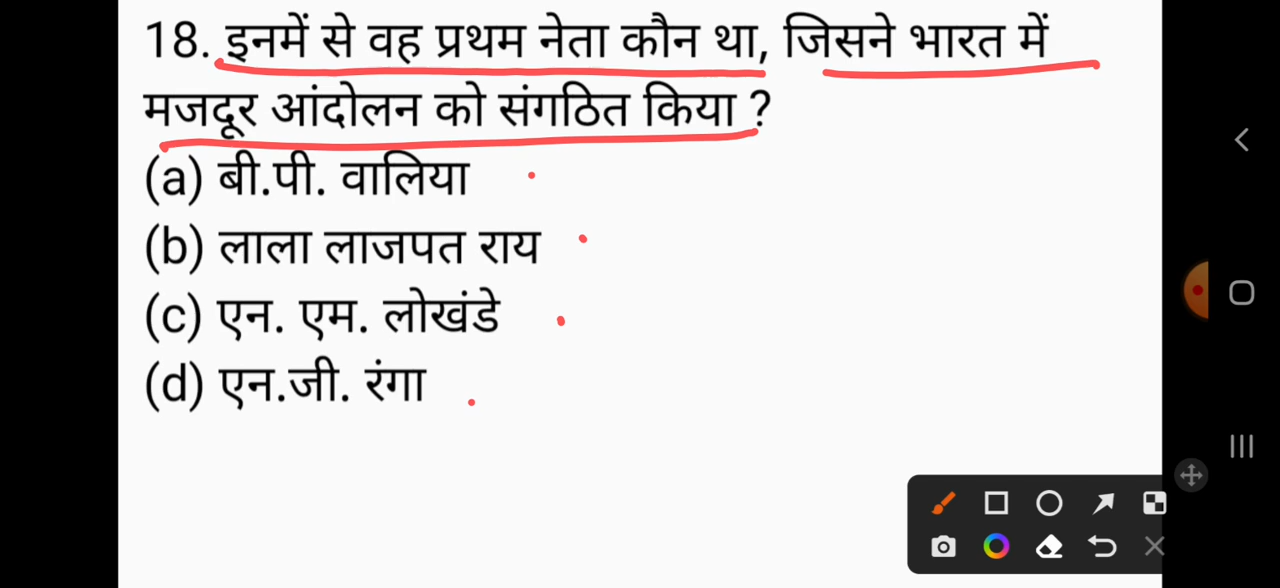 18. इनमें से वह प्रथम नेता कौन था, जिसने भारत में
मजदूर आंदोलन को संगठित किया ?
(a) बी.पी. वालिया
(b) लाला लाजपत राय
(c) एन. एम. लोखंडे
(d) एन.जी. रंगा